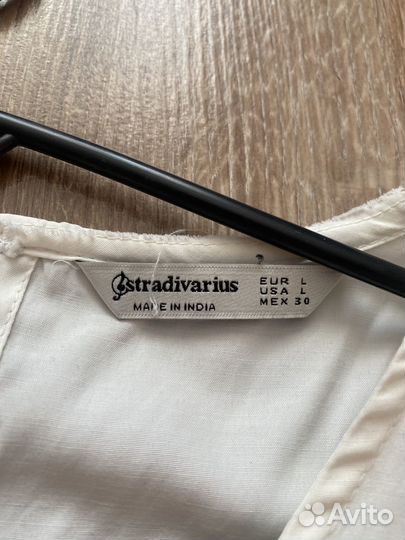 stradivarius
MADE IN INDIA
EUR L
USA L
MEX 30
Avito